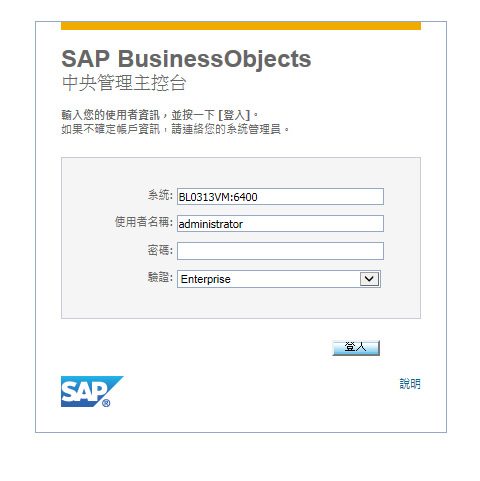 SAP BusinessObjects
中央管理主控台
輸入您的使用者資訊，並按一下 [登入]。
如果不確定帳戶資訊，請連絡您的系統管理員。
系統: BL0313VM:6400
使用者名稱: administrator
密碼:
驗證: Enterprise
登入
SAP® 說明